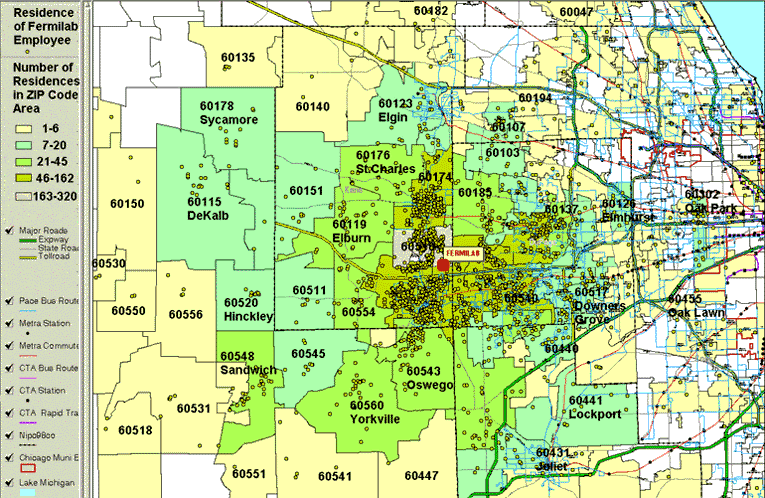 Residence
of Fermilab
Employee
Number of
Residences
in ZIP Code
Area
1-6
7-20
21-45
46-162
163-320
Major Roads
Expway
State Road
Tollroad
Pace Bus Route
Metra Station
Metra Commute
CTA Bus Route
CTA Station
CTA Rapid Tra
Nipc98oc
Chicago Muni B
Lake Michigan
60182
60047
60135
60140
60178
Sycamore
60123
Elgin
60194
60107
60103
60176
St.Charles
60174
60150
60151
60185
60115
DeKalb
60137
60126
Elmhurst
60302
Oak Park
60119
Elburn
60510
FERMILAB
60530
60550
60556
60520
Hinckley
60511
60554
60540
60517
Downers
Grove
60455
Oak Lawn
60548
Sandwich
60545
60543
Oswego
60440
60560
Yorkville
60441
Lockport
60518
60531
60431
Joliet
60551
60541
60447